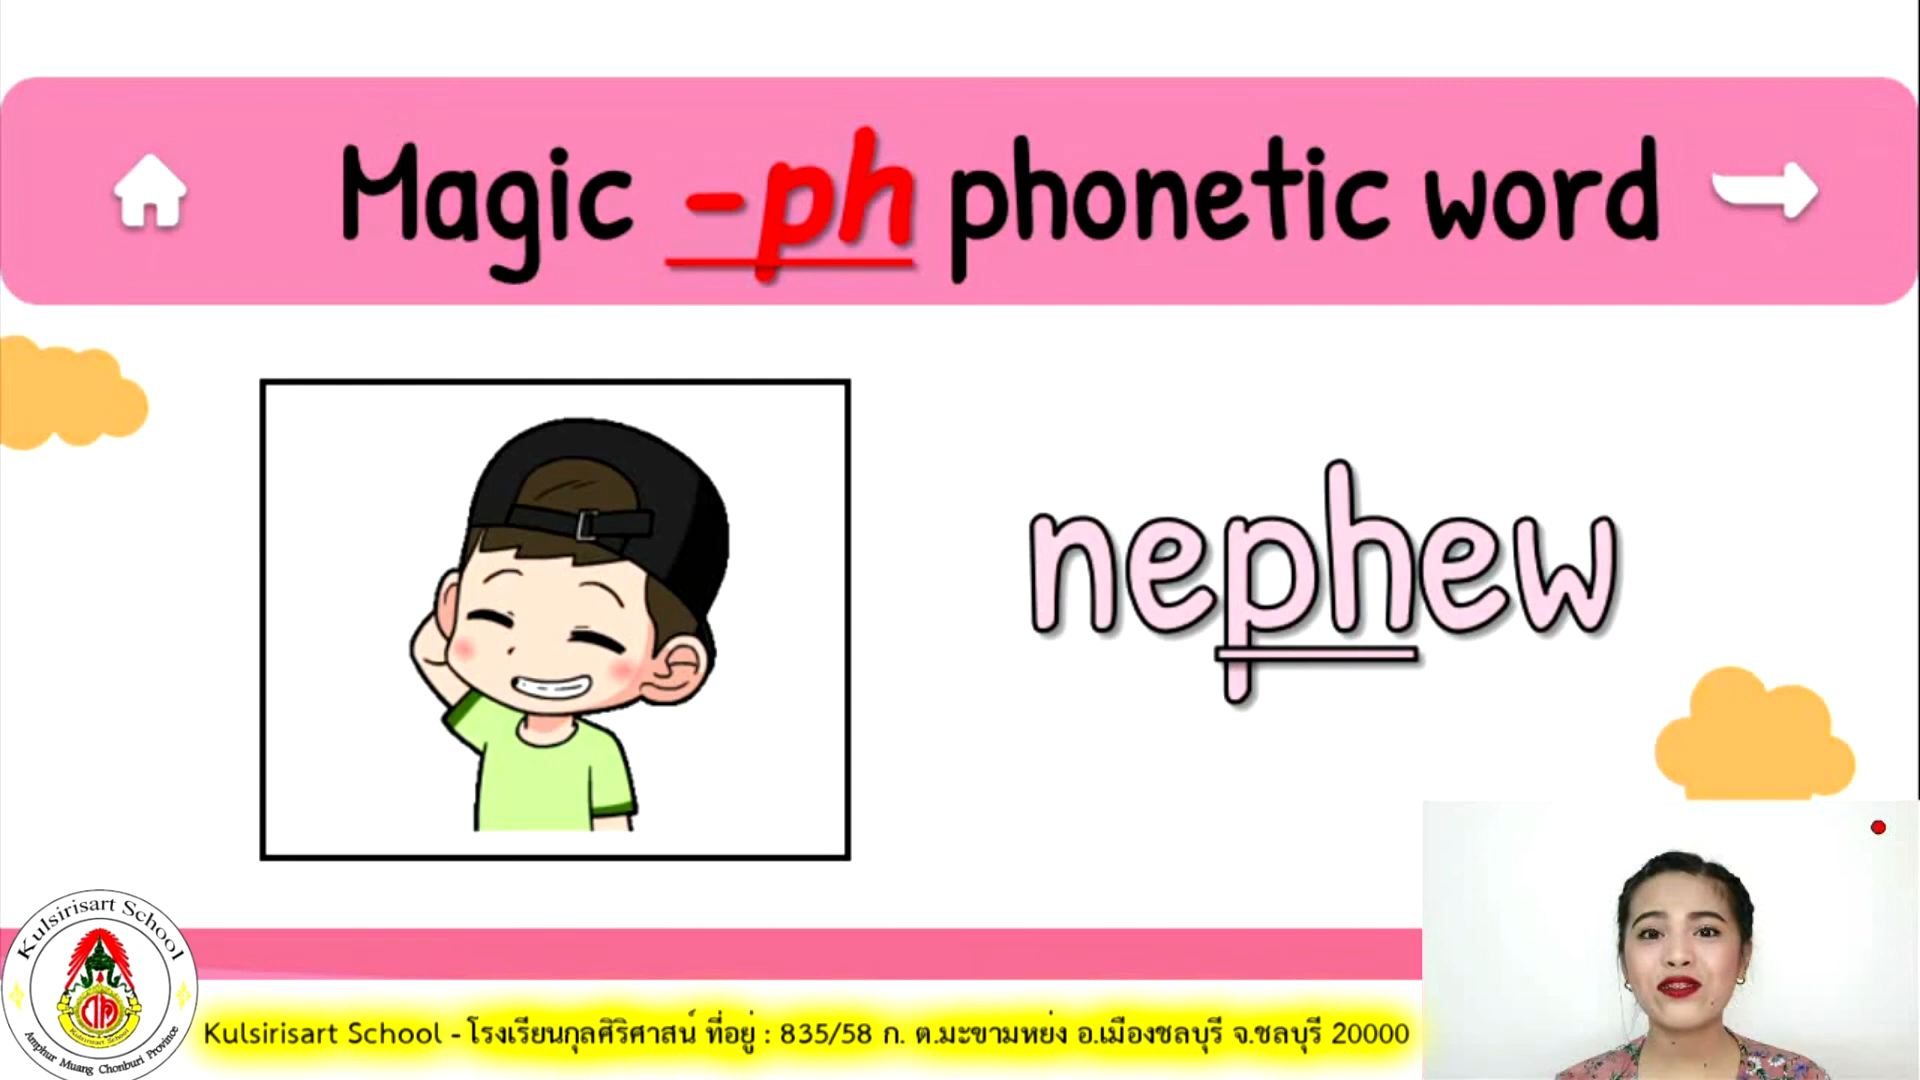 Magic -ph phonetic word
nephew
Kulsirisart School
Amphur Muang Chonburi Province
Kulsirisart School - โรงเรียนกุลศิริศาสน์ ที่อยู่ : 835/58 ก. ต.มะขามหย่ง อ.เมืองชลบุรี จ.ชลบุรี 20000